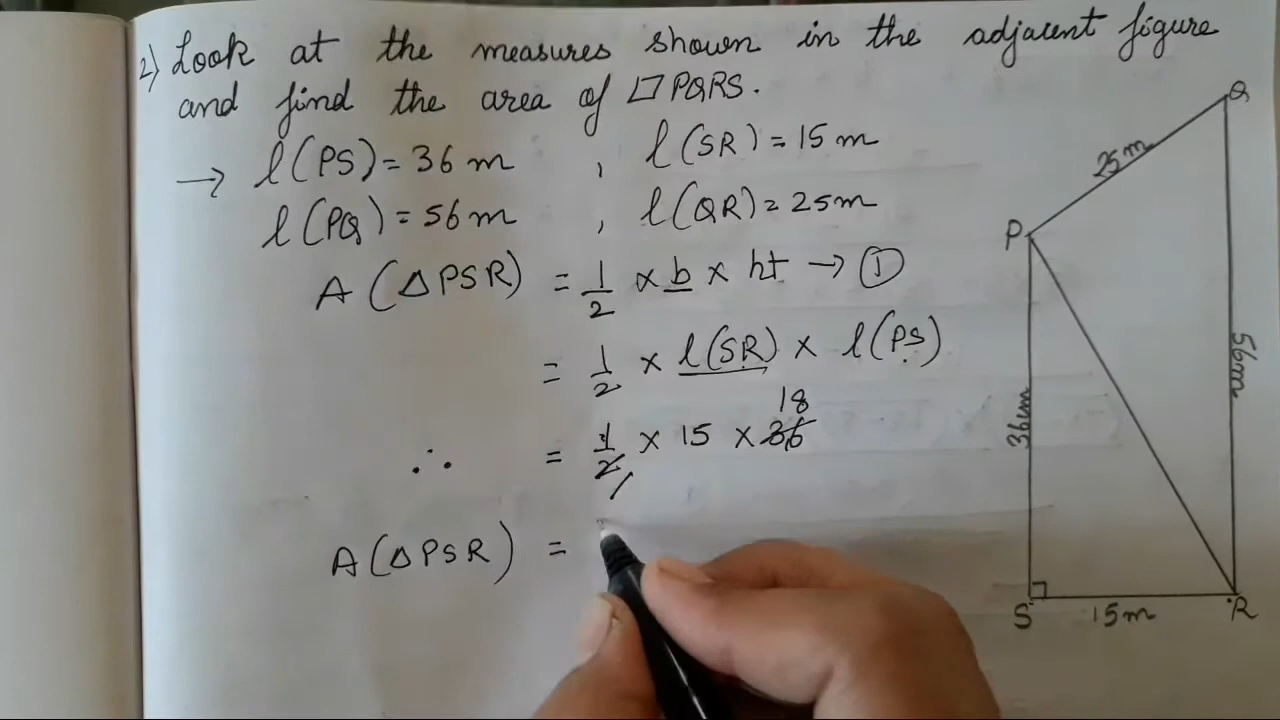 2) Look at the measures shown in the adjacent figure
and find the area of ▱ PQRS.
→ l(PS) = 36 m , l(SR) = 15 m
l(PQ) = 56 m , l(QR) = 25m
A (△PSR) = 1/2 × b × ht → ①
= 1/2 × l(SR) × l(PS)
18
∴ = 1/2 × 15 × 36
A (△PSR) =
Q
25m
P
56m
36m
S
15m
R